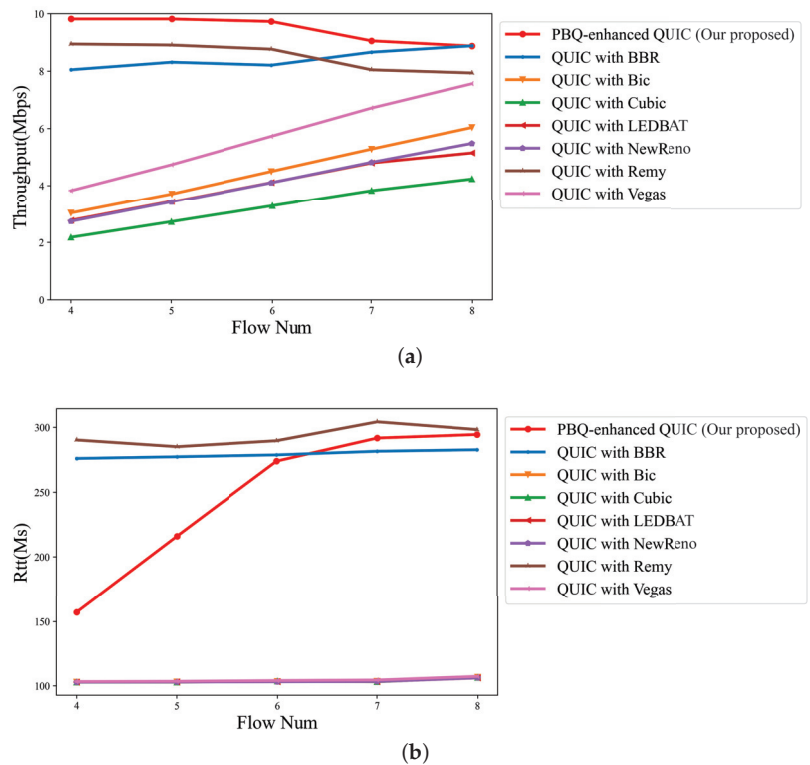 10
8
6
4
2
0
Throughput(Mbps)
4 5 6 7 8
Flow Num
PBQ-enhanced QUIC (Our proposed)
QUIC with BBR
QUIC with Bic
QUIC with Cubic
QUIC with LEDBAT
QUIC with NewReno
QUIC with Remy
QUIC with Vegas
(a)
300
250
200
150
100
Rtt(Ms)
4 5 6 7 8
Flow Num
PBQ-enhanced QUIC (Our proposed)
QUIC with BBR
QUIC with Bic
QUIC with Cubic
QUIC with LEDBAT
QUIC with NewReno
QUIC with Remy
QUIC with Vegas
(b)